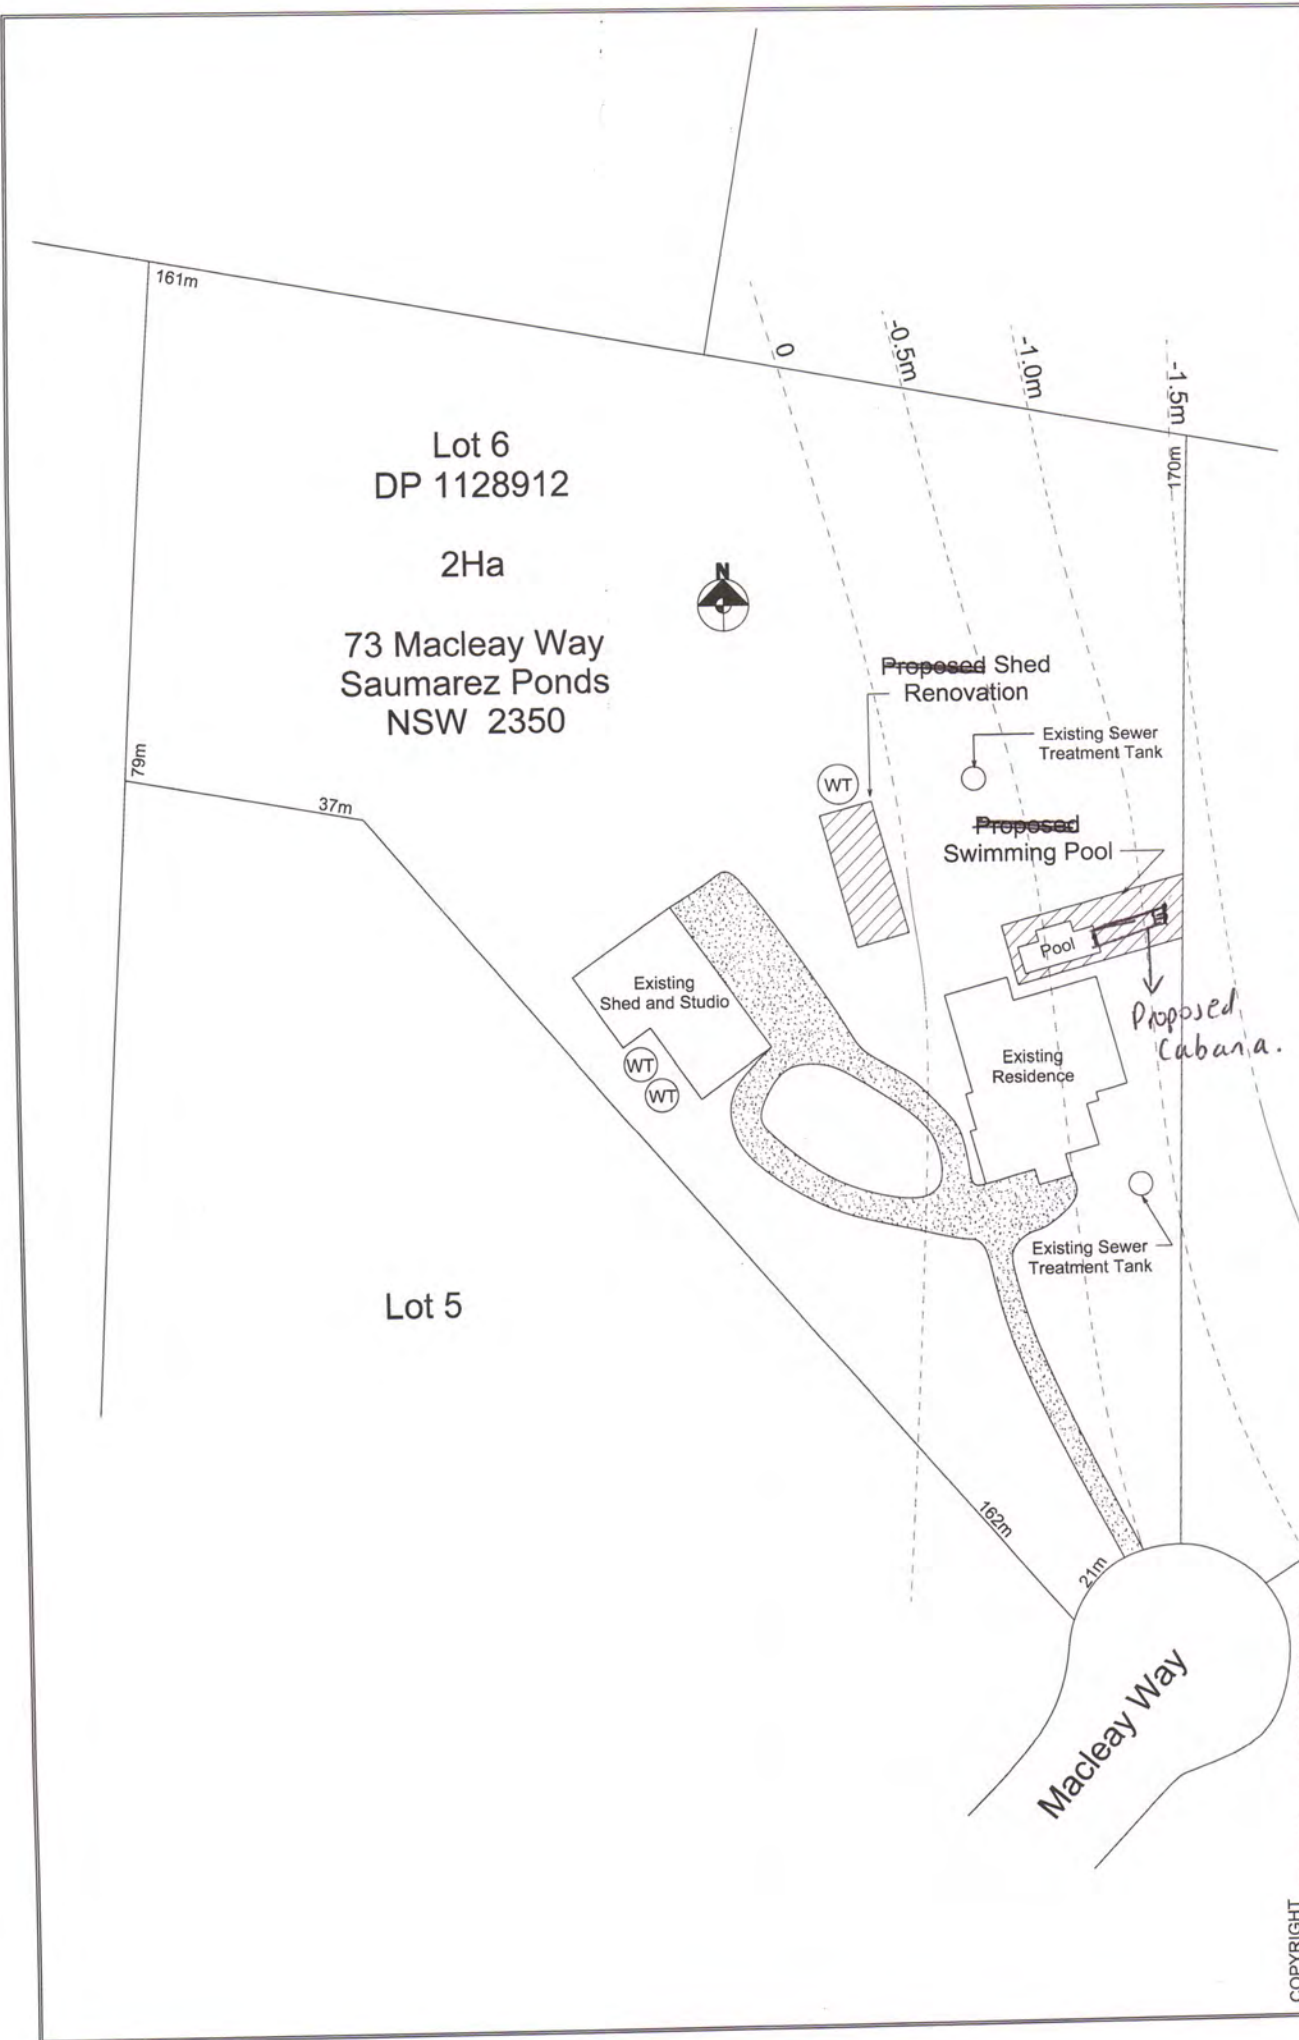 161m
0
-0.5m
-1.0m
-1.5m
170m
Lot 6
DP 1128912
2Ha
73 Macleay Way
Saumarez Ponds
NSW 2350
N
Proposed Shed
Renovation
Existing Sewer
Treatment Tank
79m
37m
WT
Proposed
Swimming Pool
Pool
Existing
Shed and Studio
Proposed
Cabana.
WT
WT
Existing
Residence
Existing Sewer
Treatment Tank
Lot 5
162m
21m
Macleay Way
COPYRIGHT